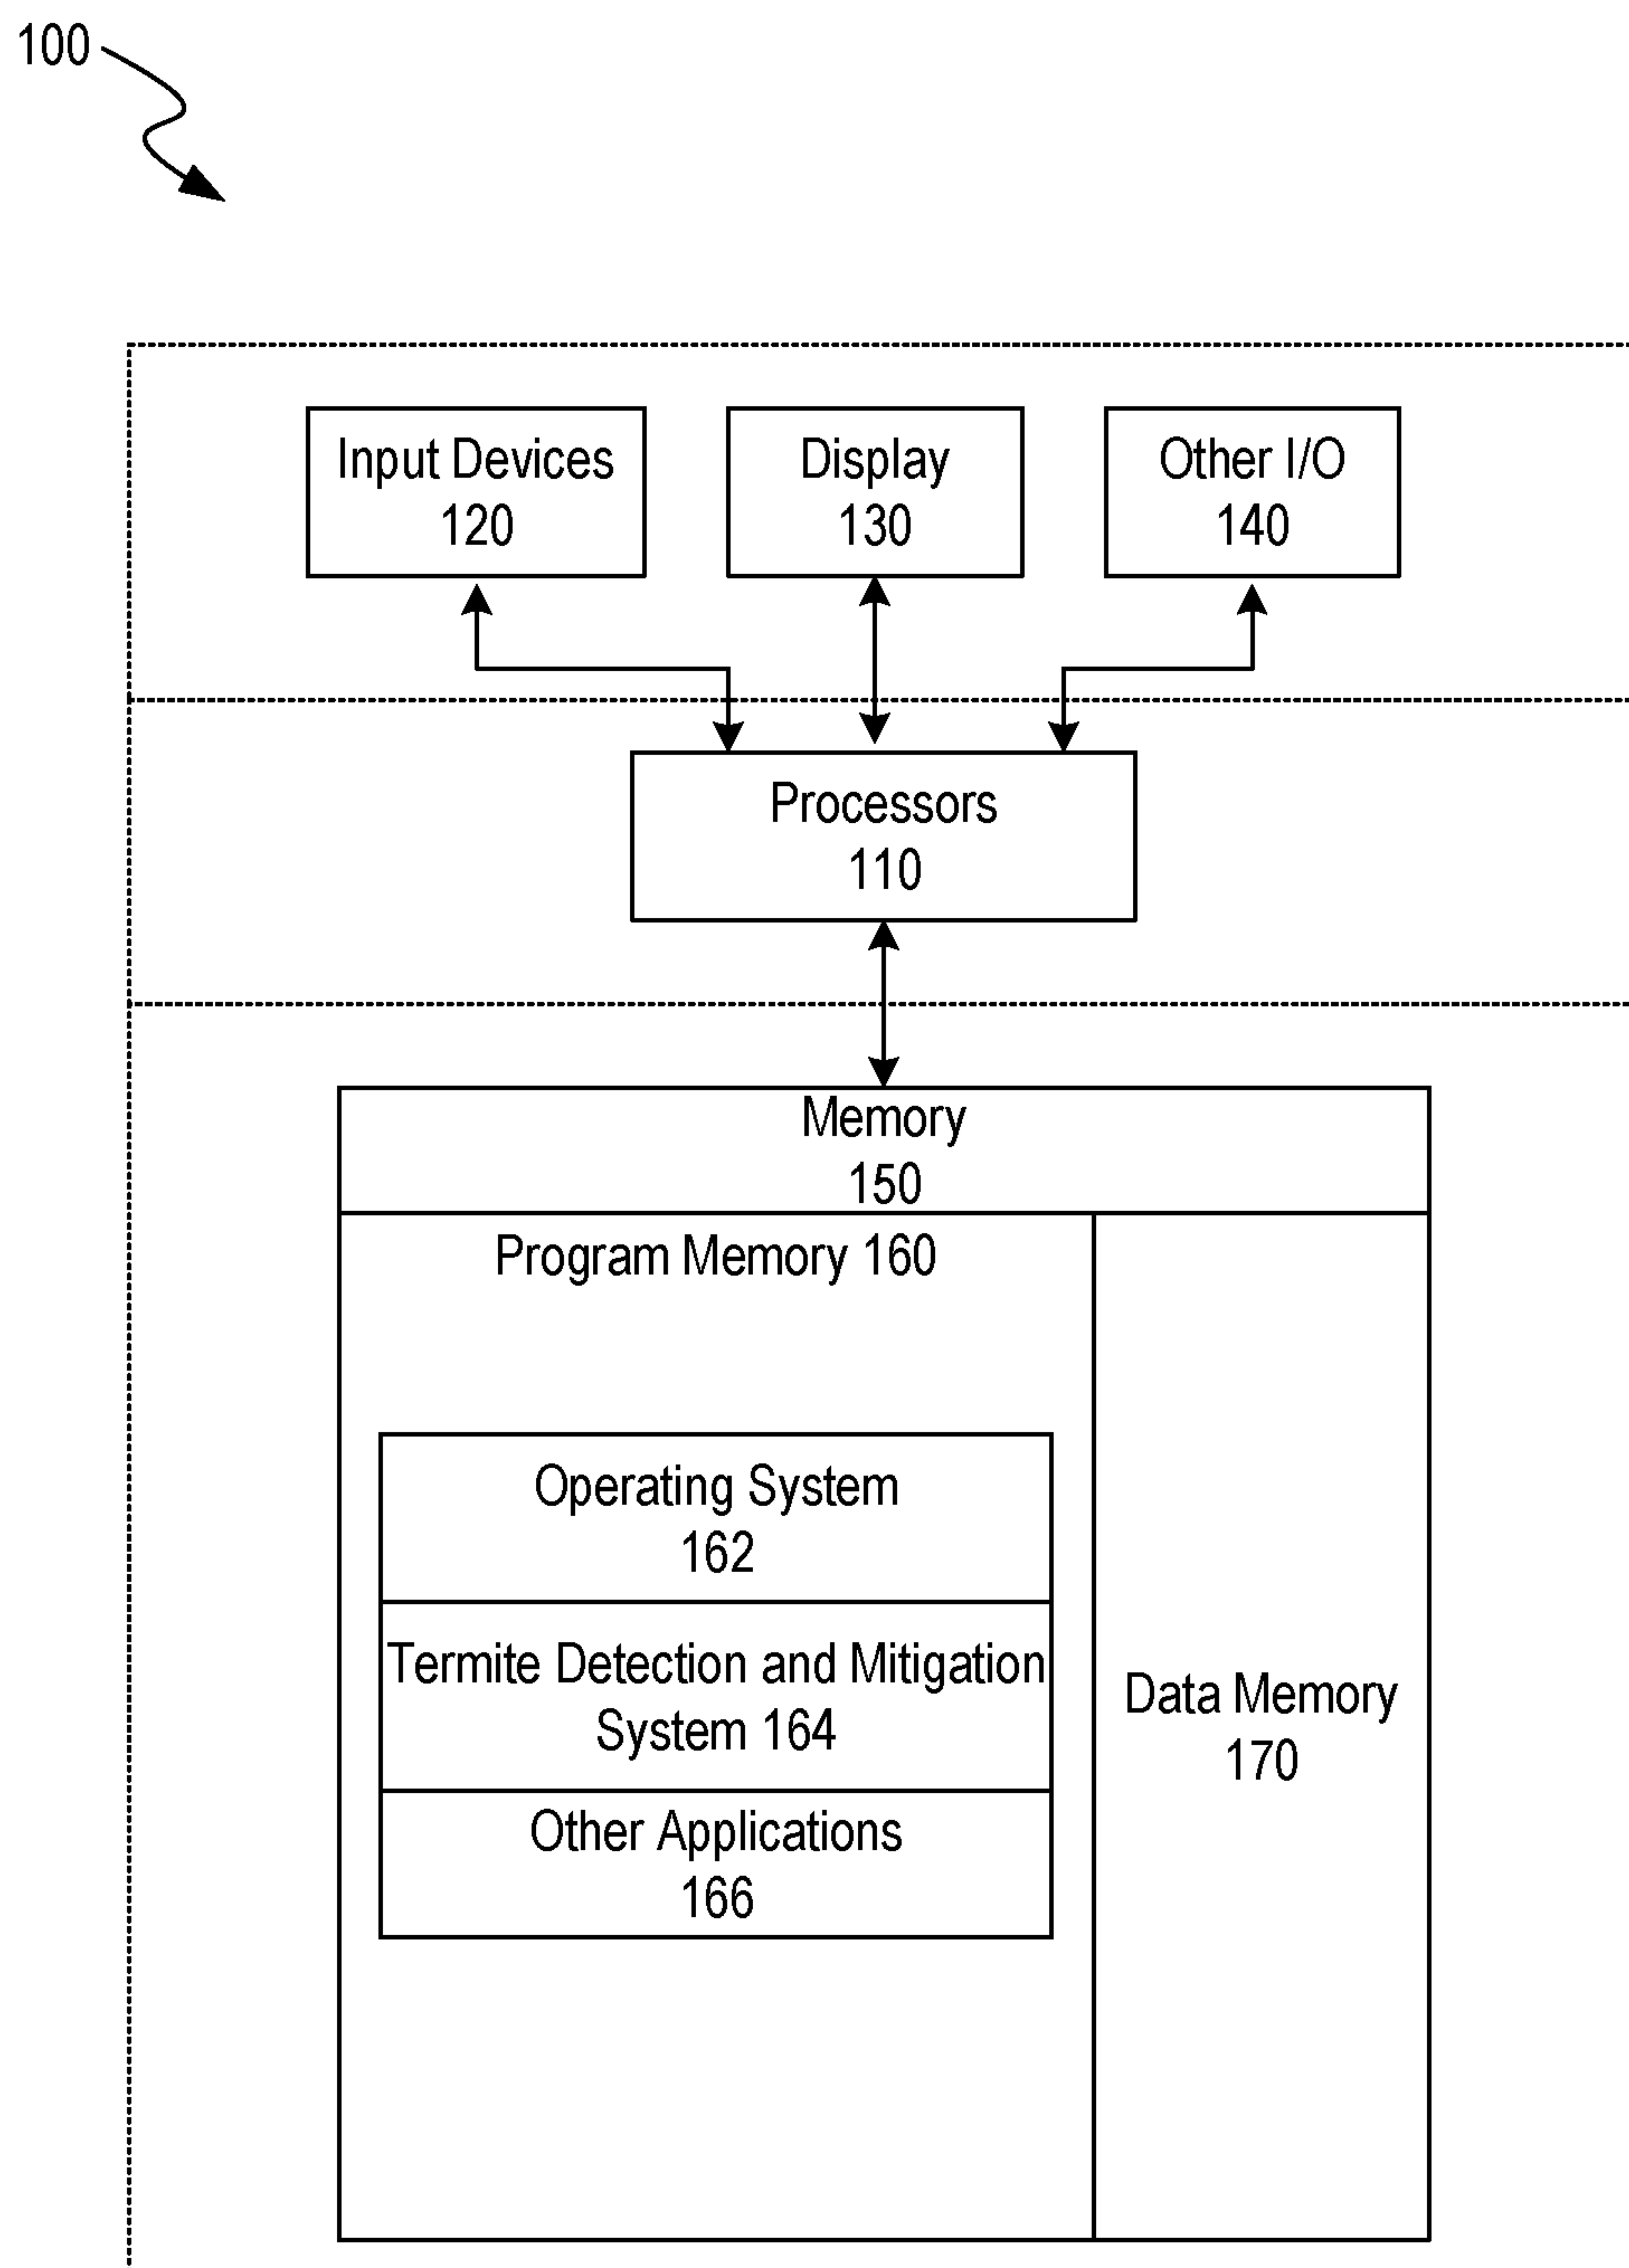 100
Input Devices
120
Display
130
Other I/O
140
Processors
110
Memory
150
Program Memory 160
Operating System
162
Termite Detection and Mitigation
System 164
Other Applications
166
Data Memory
170